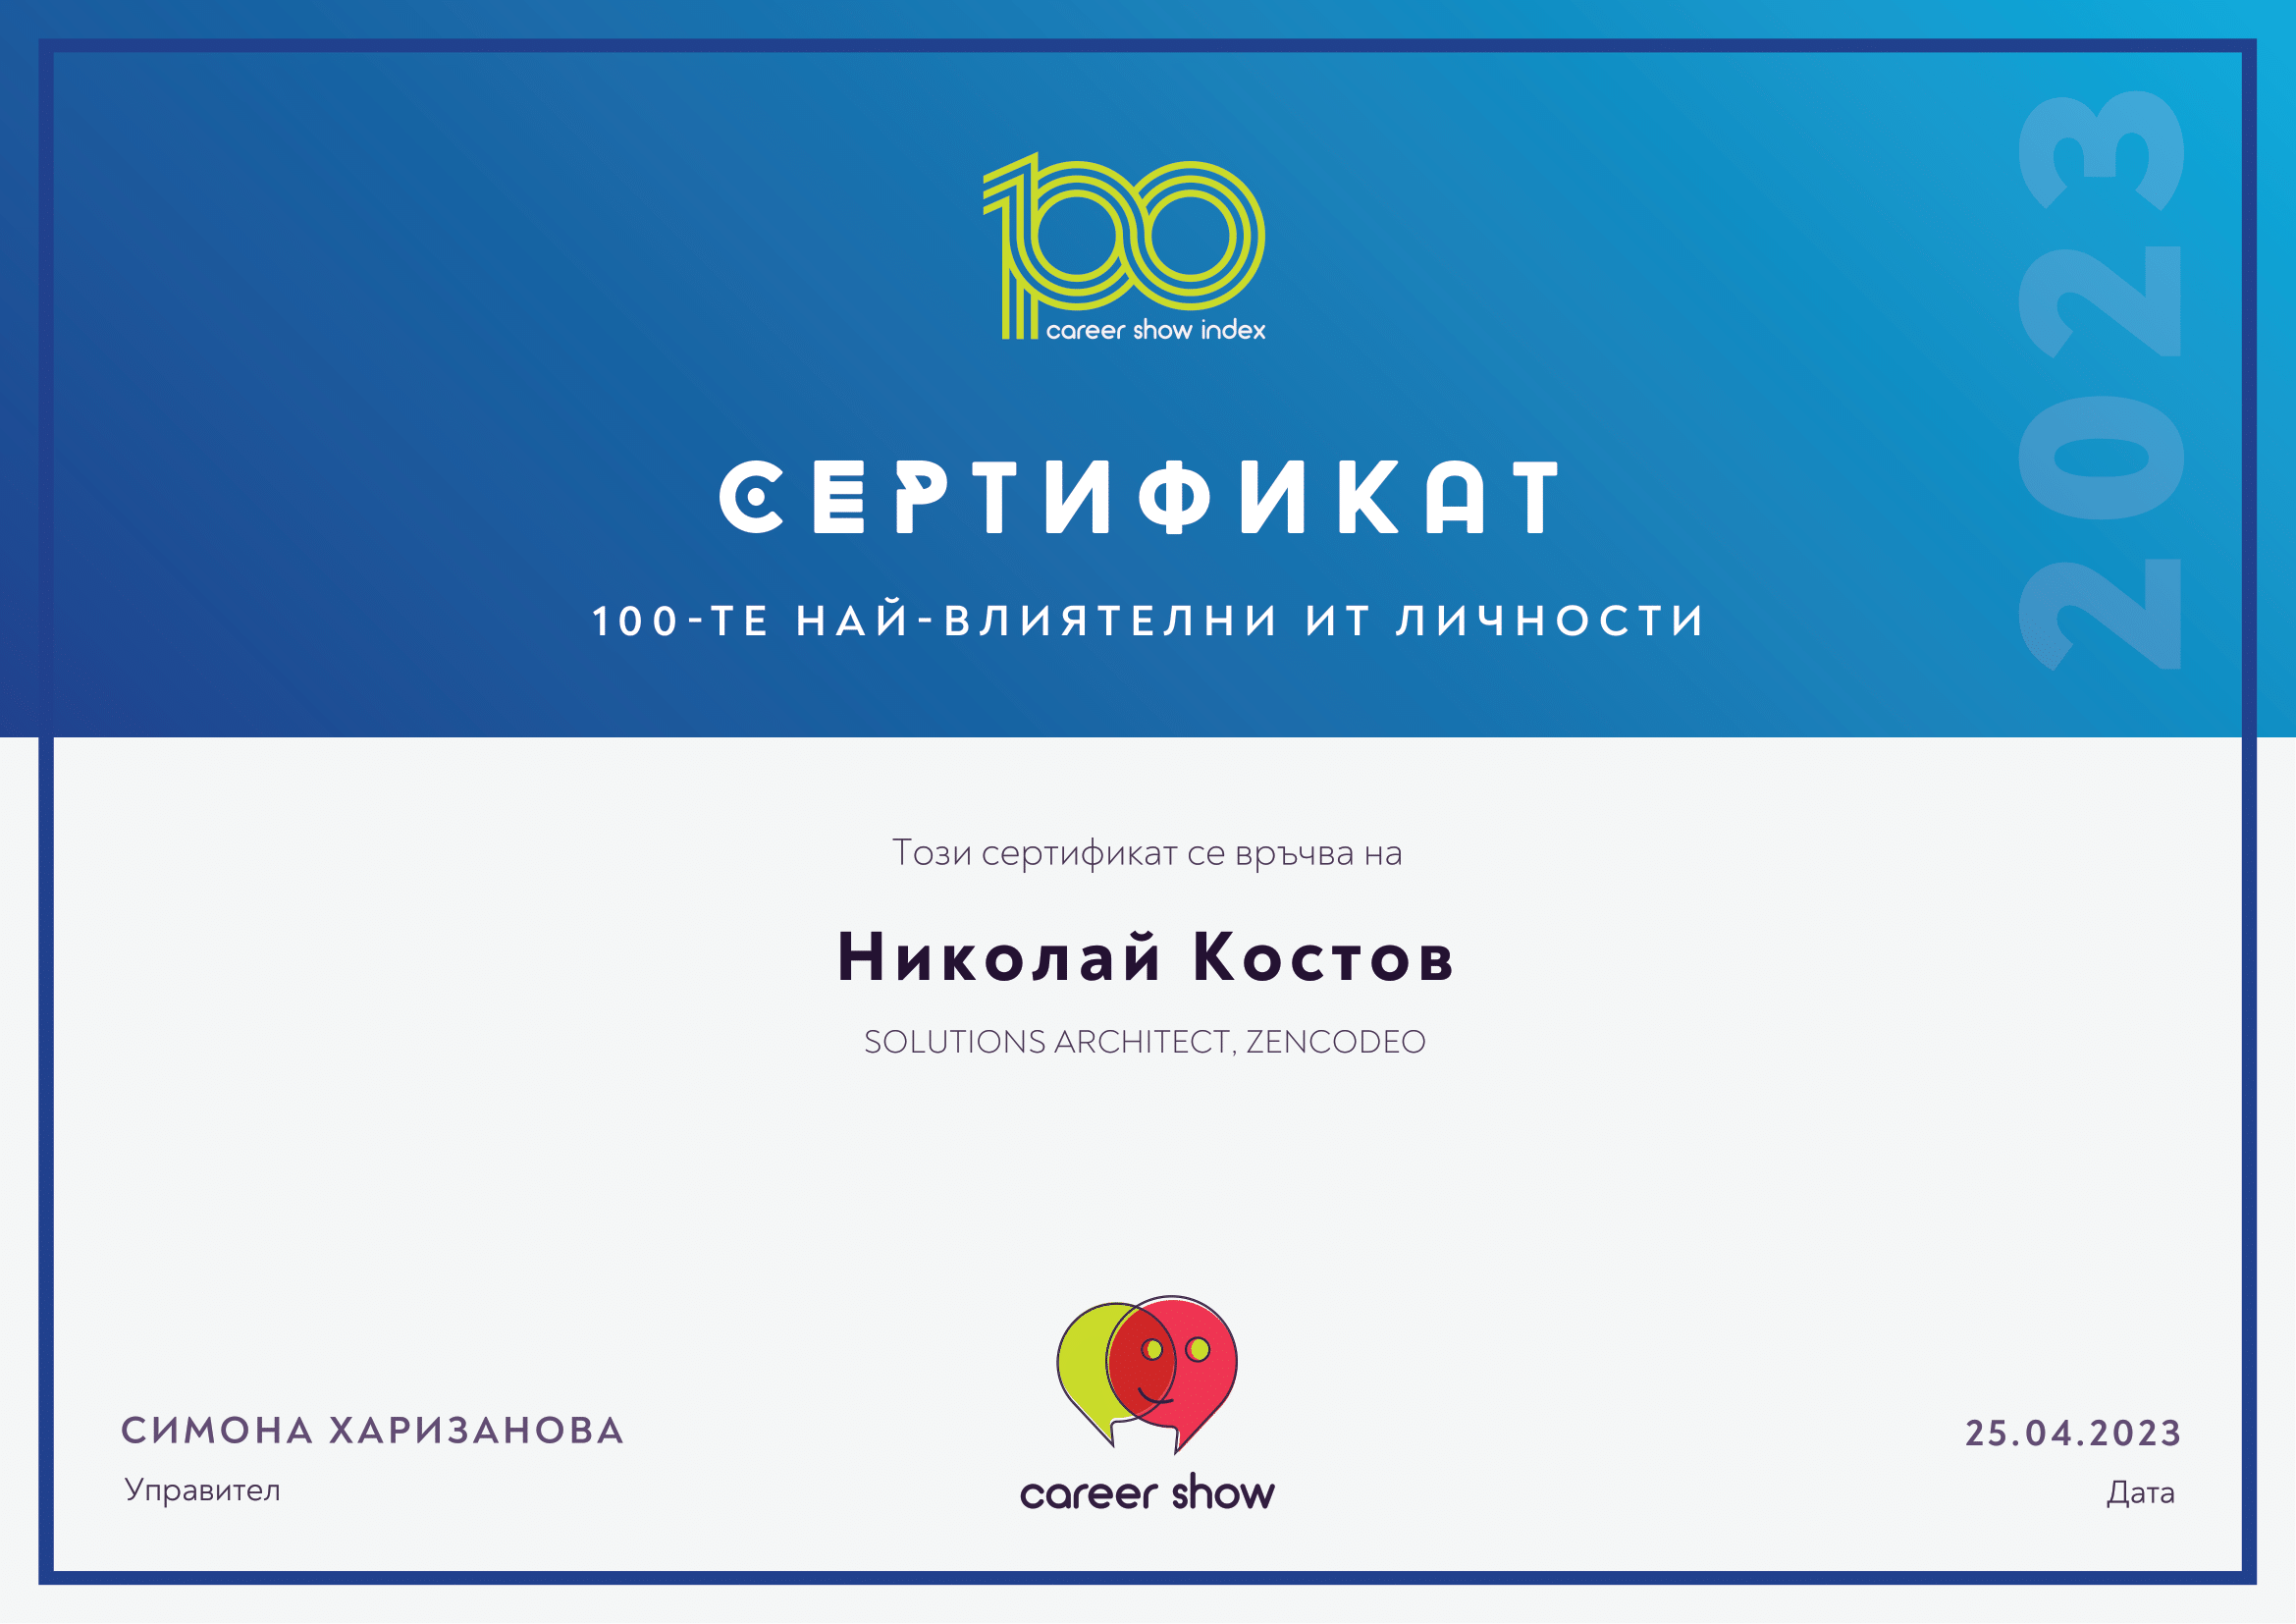 100
career show index
2023
СЕРТИФИКАТ
100-ТЕ НАЙ-ВЛИЯТЕЛНИ ИТ ЛИЧНОСТИ
Този сертификат се връчва на
Николай Костов
SOLUTIONS ARCHITECT, ZENCODEO
СИМОНА ХАРИЗАНОВА
Управител
career show
25.04.2023
Дата